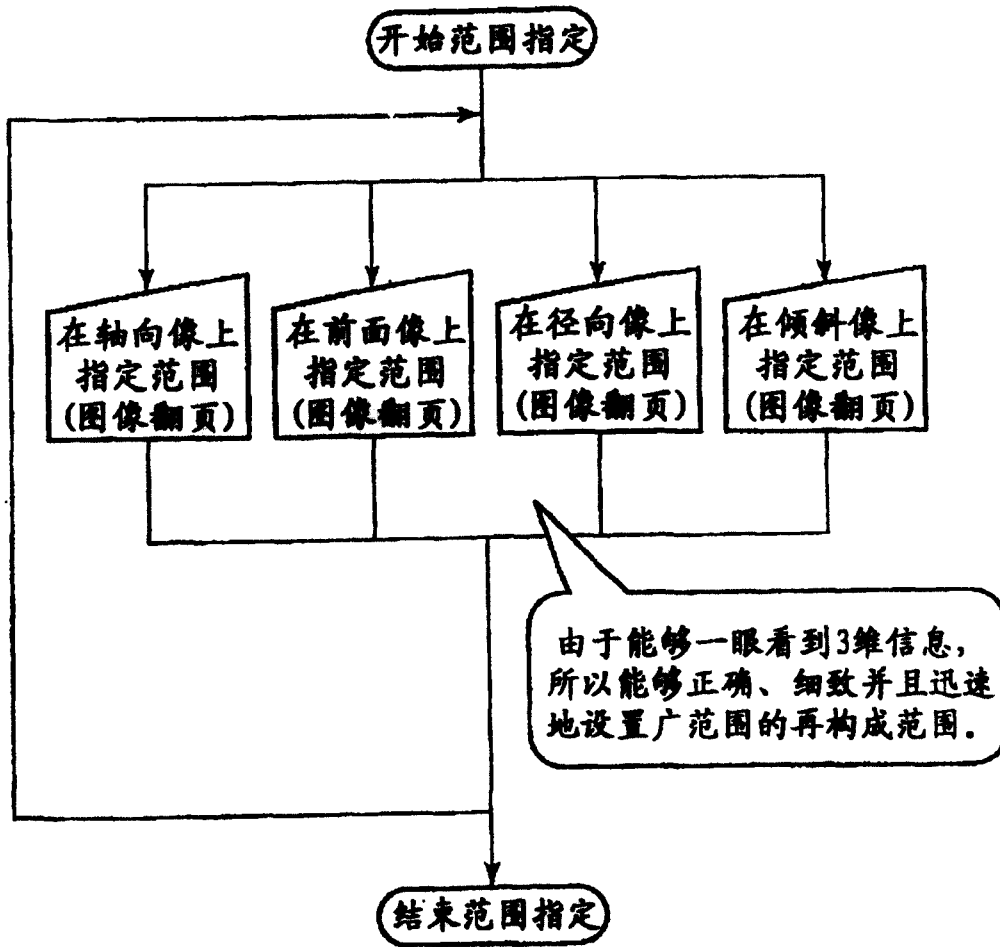 开始范围指定
在轴向像上
指定范围
(图像翻页)
在前面像上
指定范围
(图像翻页)
在径向像上
指定范围
(图像翻页)
在倾斜像上
指定范围
(图像翻页)
由于能够一眼看到3维信息,
所以能够正确、细致并且迅速
地设置广范围的再构成范围.
结束范围指定